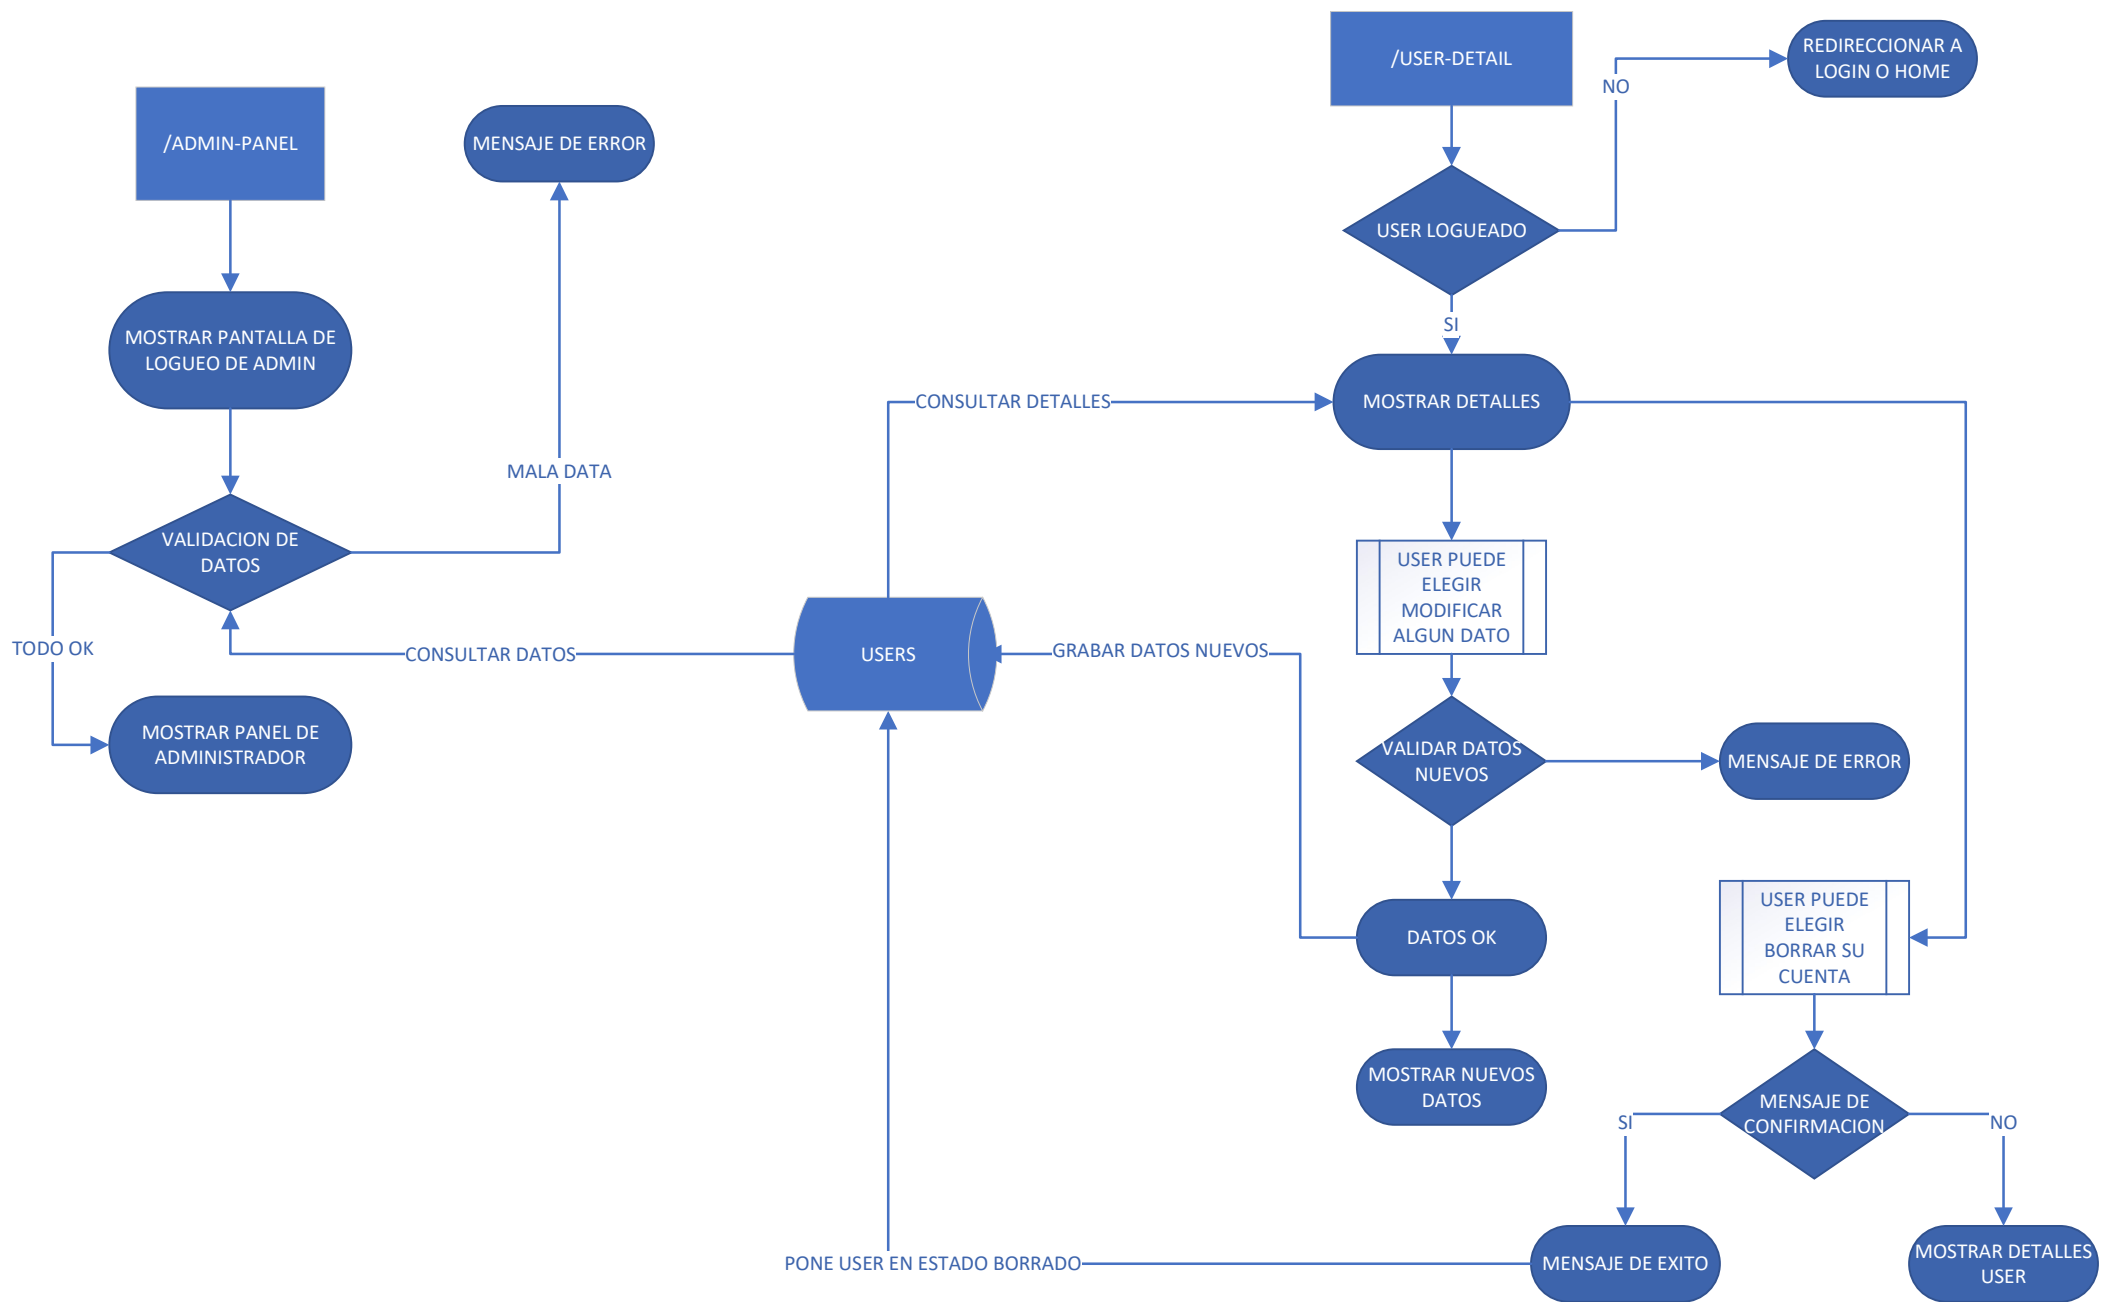 /USER-DETAIL
REDIRECCIONAR A
LOGIN O HOME
NO
/ADMIN-PANEL
MENSAJE DE ERROR
USER LOGUEADO
SI
MOSTRAR PANTALLA DE
LOGUEO DE ADMIN
CONSULTAR DETALLES
MOSTRAR DETALLES
MALA DATA
VALIDACION DE
DATOS
USER PUEDE
ELEGIR
MODIFICAR
ALGUN DATO
TODO OK
CONSULTAR DATOS
USERS
GRABAR DATOS NUEVOS
MOSTRAR PANEL DE
ADMINISTRADOR
VALIDAR DATOS
NUEVOS
MENSAJE DE ERROR
USER PUEDE
ELEGIR
BORRAR SU
CUENTA
DATOS OK
MOSTRAR NUEVOS
DATOS
MENSAJE DE
CONFIRMACION
SI
NO
PONE USER EN ESTADO BORRADO
MENSAJE DE EXITO
MOSTRAR DETALLES
USER